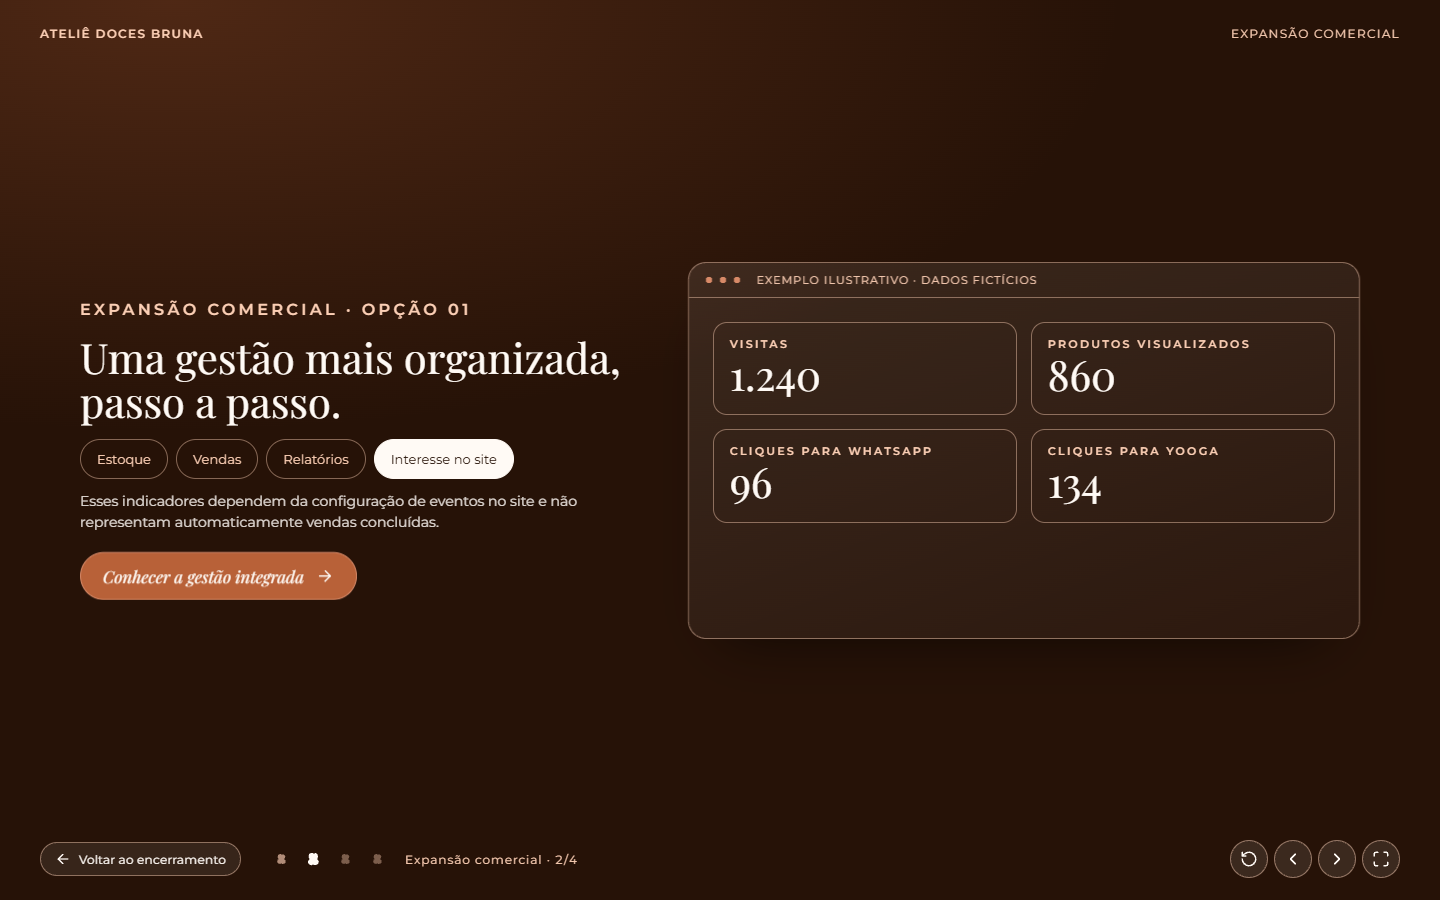 ATELIÊ DOCES BRUNA
EXPANSÃO COMERCIAL
EXPANSÃO COMERCIAL · OPÇÃO 01
Uma gestão mais organizada,
passo a passo.
Estoque
Vendas
Relatórios
Interesse no site
Esses indicadores dependem da configuração de eventos no site e não
representam automaticamente vendas concluídas.
Conhecer a gestão integrada
EXEMPLO ILUSTRATIVO · DADOS FICTÍCIOS
VISITAS
1.240
PRODUTOS VISUALIZADOS
860
CLIQUES PARA WHATSAPP
96
CLIQUES PARA YOOGA
134
Voltar ao encerramento
Expansão comercial · 2/4